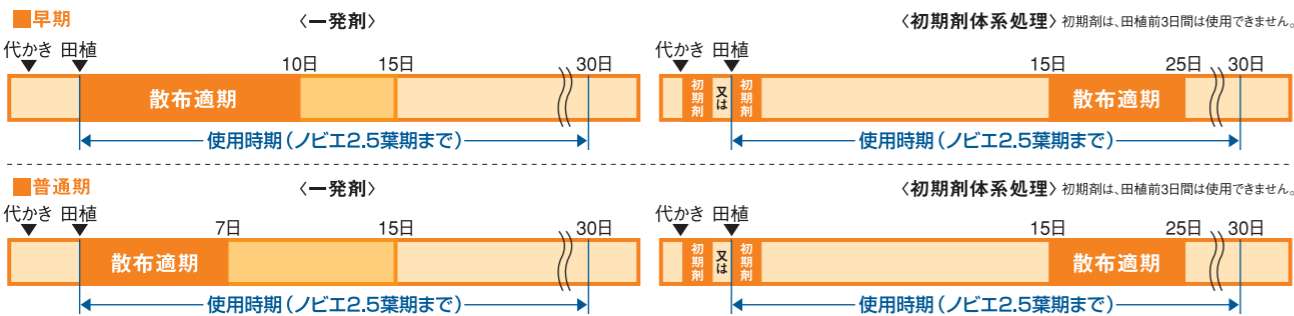 ■早期
〈一発剤〉
代かき 田植
10日 15日 30日
散布適期
使用時期（ノビエ2.5葉期まで）
〈初期剤体系処理〉初期剤は、田植前3日間は使用できません。
代かき 田植
15日 25日 30日
初期剤 又は 初期剤 散布適期
使用時期（ノビエ2.5葉期まで）
■普通期
〈一発剤〉
代かき 田植
7日 15日 30日
散布適期
使用時期（ノビエ2.5葉期まで）
〈初期剤体系処理〉初期剤は、田植前3日間は使用できません。
代かき 田植
15日 25日 30日
初期剤 又は 初期剤 散布適期
使用時期（ノビエ2.5葉期まで）